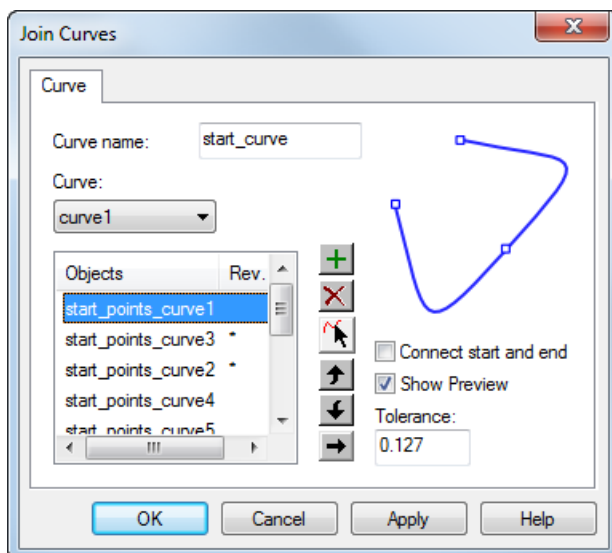 Join Curves
Curve
Curve name: start_curve
Curve:
curve1
Objects Rev.
start_points_curve1
start_points_curve3 *
start_points_curve2 *
start_points_curve4
start_points_curve5
Connect start and end
Show Preview
Tolerance:
0.127
OK Cancel Apply Help